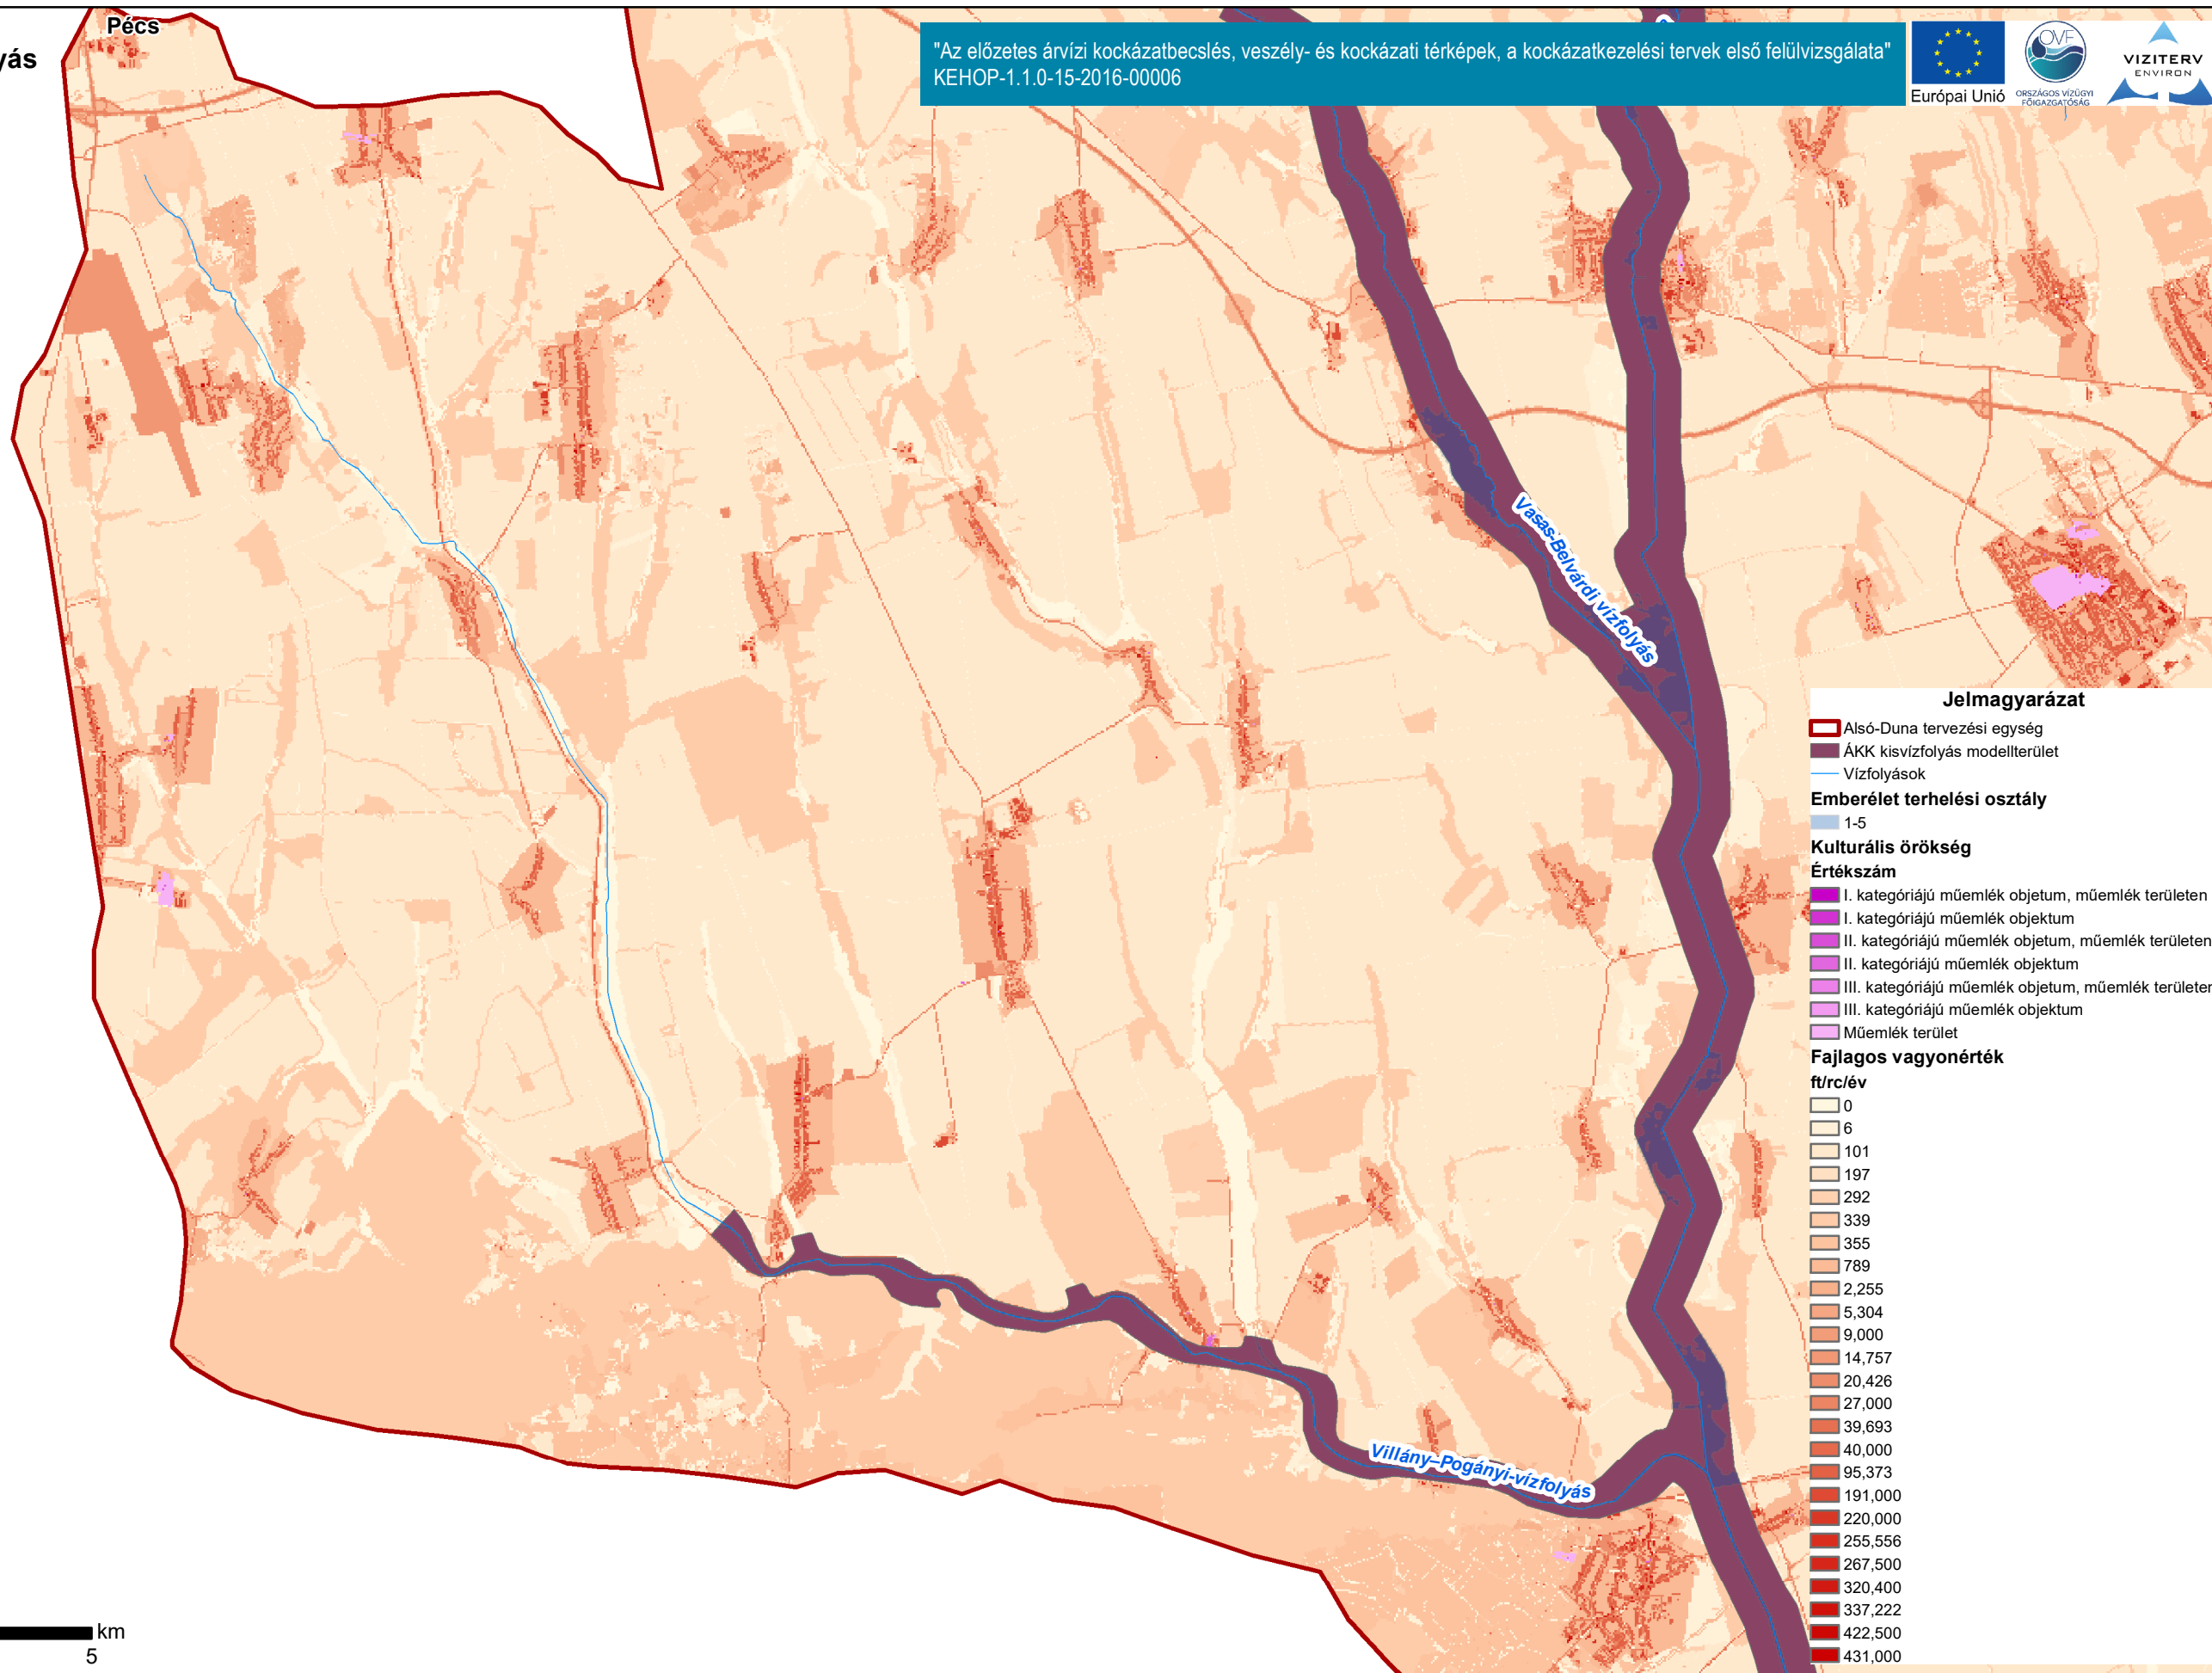 Pécs
yás
"Az előzetes árvízi kockázatbecslés, veszély- és kockázati térképek, a kockázatkezelési tervek első felülvizsgálata"
KEHOP-1.1.0-15-2016-00006
Európai Unió
OVF
ORSZÁGOS VÍZÜGYI
FŐIGAZGATÓSÁG
VIZITERV
ENVIRON
Vasas-Belvárdi vízfolyás
Villány–Pogányi-vízfolyás
Jelmagyarázat
Alsó-Duna tervezési egység
ÁKK kisvízfolyás modellterület
Vízfolyások
Emberélet terhelési osztály
1-5
Kulturális örökség
Értékszám
I. kategóriájú műemlék objetum, műemlék területen
I. kategóriájú műemlék objektum
II. kategóriájú műemlék objetum, műemlék területen
II. kategóriájú műemlék objektum
III. kategóriájú műemlék objetum, műemlék területen
III. kategóriájú műemlék objektum
Műemlék terület
Fajlagos vagyonérték
ft/rc/év
0
6
101
197
292
339
355
789
2,255
5,304
9,000
14,757
20,426
27,000
39,693
40,000
95,373
191,000
220,000
255,556
267,500
320,400
337,222
422,500
431,000
km
5